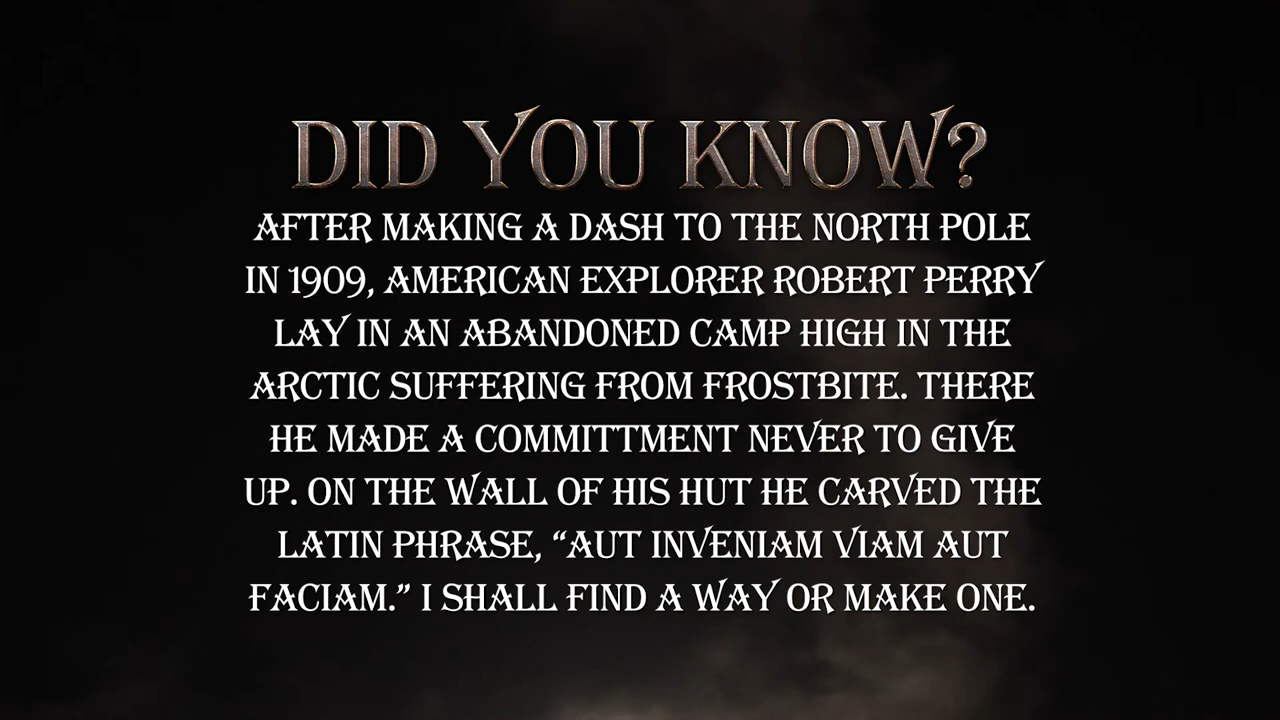 DID YOU KNOW?
AFTER MAKING A DASH TO THE NORTH POLE
IN 1909, AMERICAN EXPLORER ROBERT PERRY
LAY IN AN ABANDONED CAMP HIGH IN THE
ARCTIC SUFFERING FROM FROSTBITE. THERE
HE MADE A COMMITTMENT NEVER TO GIVE
UP. ON THE WALL OF HIS HUT HE CARVED THE
LATIN PHRASE, “AUT INVENIAM VIAM AUT
FACIAM.” I SHALL FIND A WAY OR MAKE ONE.